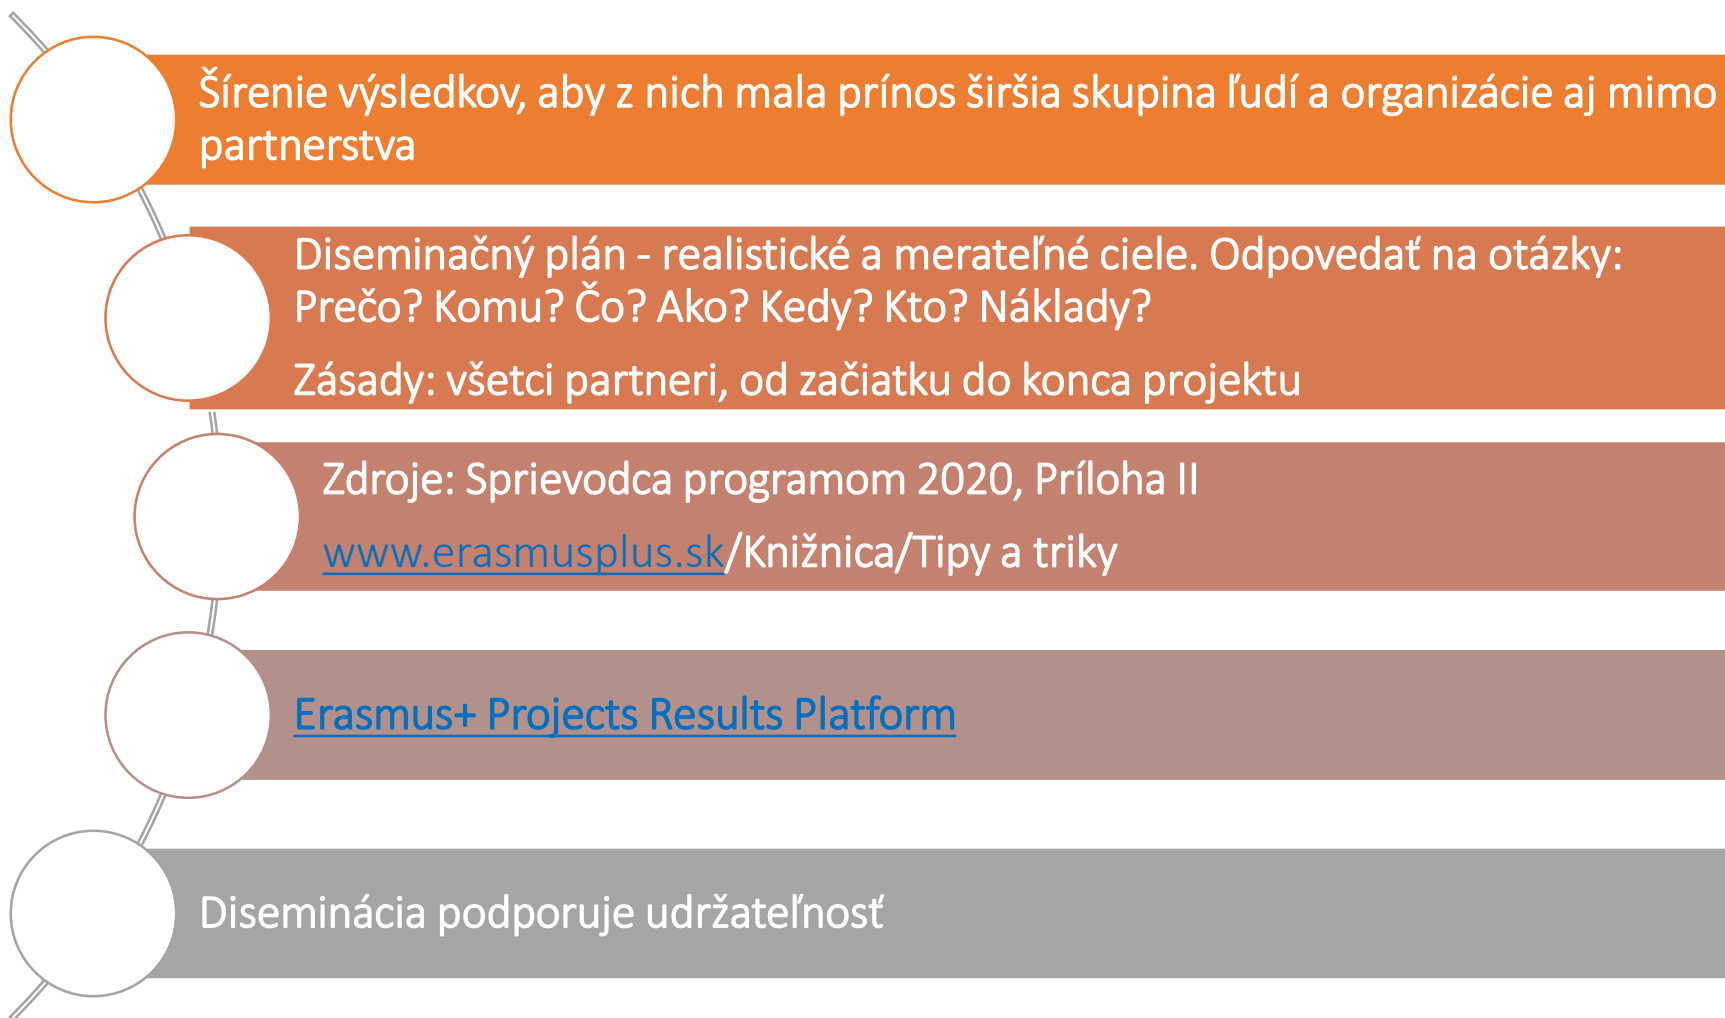 Šírenie výsledkov, aby z nich mala prínos širšia skupina ľudí a organizácie aj mimo
partnerstva
Diseminačný plán - realistické a merateľné ciele. Odpovedať na otázky:
Prečo? Komu? Čo? Ako? Kedy? Kto? Náklady?
Zásady: všetci partneri, od začiatku do konca projektu
Zdroje: Sprievodca programom 2020, Príloha II
www.erasmusplus.sk/Knižnica/Tipy a triky
Erasmus+ Projects Results Platform
Diseminácia podporuje udržateľnosť